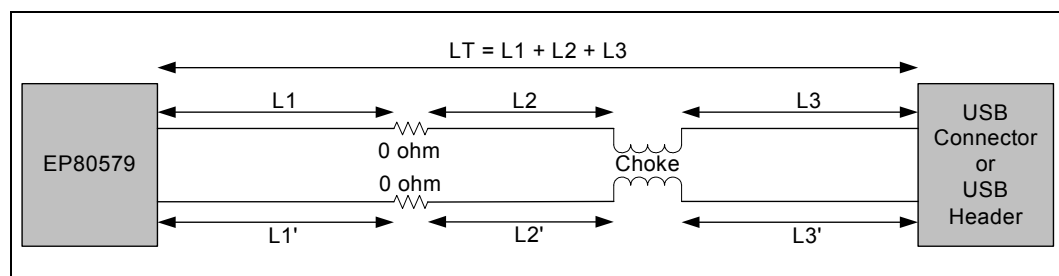 LT = L1 + L2 + L3
L1
L2
L3
EP80579
0 ohm
Choke
0 ohm
USB
Connector
or
USB
Header
L1'
L2'
L3'